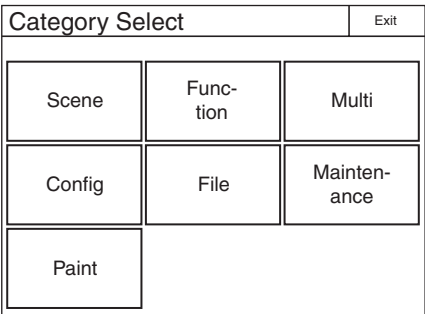 Category Select
Exit
Scene
Func-
tion
Multi
Config
File
Mainten-
ance
Paint